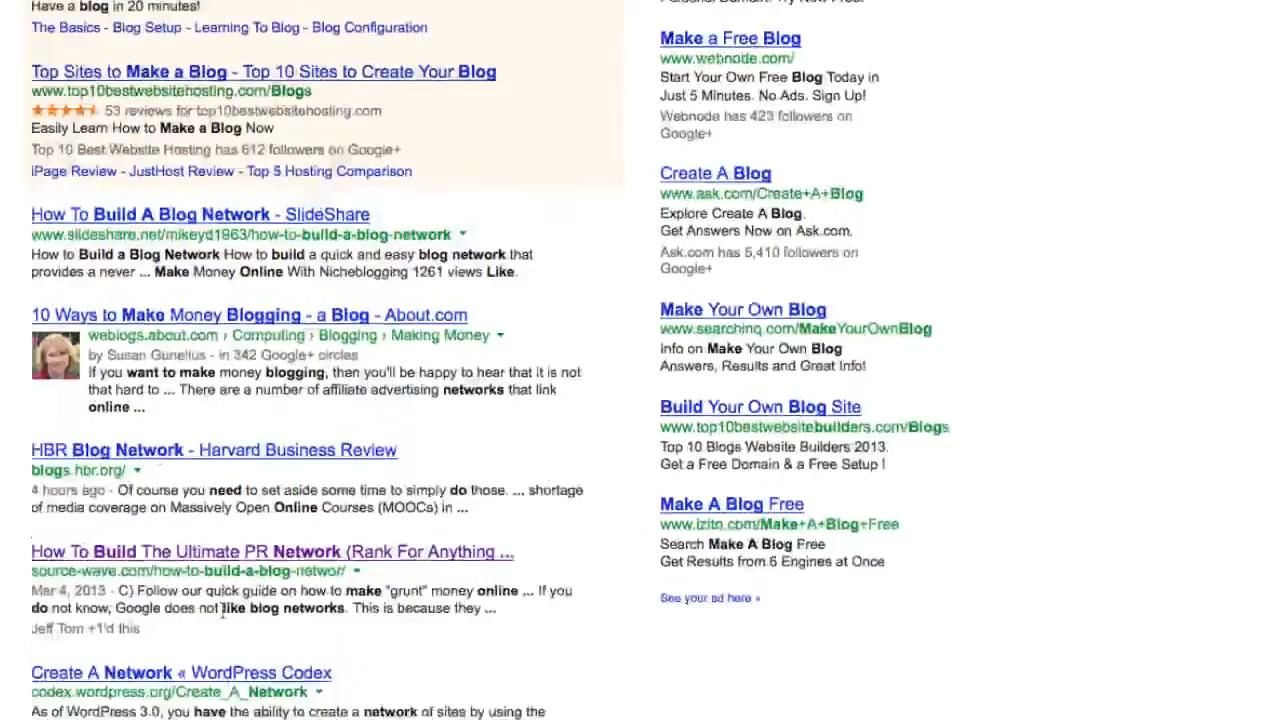 Have a blog in 20 minutes!
The Basics - Blog Setup - Learning To Blog - Blog Configuration
Top Sites to Make a Blog - Top 10 Sites to Create Your Blog
www.top10bestwebsitehosting.com/Blogs
53 reviews for top10bestwebsitehosting.com
Easily Learn How to Make a Blog Now
Top 10 Best Website Hosting has 612 followers on Google+
iPage Review - JustHost Review - Top 5 Hosting Comparison
How To Build A Blog Network - SlideShare
www.slideshare.net/mikeyd1963/how-to-build-a-blog-network
How to Build a Blog Network How to build a quick and easy blog network that
provides a never ... Make Money Online With Nicheblogging 1261 views Like.
10 Ways to Make Money Blogging - a Blog - About.com
weblogs.about.com › Computing › Blogging › Making Money
by Susan Gunelius - in 342 Google+ circles
If you want to make money blogging, then you'll be happy to hear that it is not
that hard to ... There are a number of affiliate advertising networks that link
online ...
HBR Blog Network - Harvard Business Review
blogs.hbr.org/
4 hours ago - Of course you need to set aside some time to simply do those. ... shortage
of media coverage on Massively Open Online Courses (MOOCs) in ...
How To Build The Ultimate PR Network (Rank For Anything ...
source-wave.com/how-to-build-a-blog-networ/
Mar 4, 2013 - C) Follow our quick guide on how to make "grunt" money online ... If you
do not know, Google does not like blog networks. This is because they ...
Jeff Tom +1'd this
Create A Network « WordPress Codex
codex.wordpress.org/Create_A_Network
As of WordPress 3.0, you have the ability to create a network of sites by using the
Make a Free Blog
www.webnode.com/
Start Your Own Free Blog Today in
Just 5 Minutes. No Ads. Sign Up!
Webnode has 423 followers on
Google+
Create A Blog
www.ask.com/Create+A+Blog
Explore Create A Blog.
Get Answers Now on Ask.com.
Ask.com has 5,410 followers on
Google+
Make Your Own Blog
www.searchinq.com/MakeYourOwnBlog
Info on Make Your Own Blog
Answers, Results and Great Info!
Build Your Own Blog Site
www.top10bestwebsitebuilders.com/Blogs
Top 10 Blogs Website Builders 2013.
Get a Free Domain & a Free Setup !
Make A Blog Free
www.izito.com/Make+A+Blog+Free
Search Make A Blog Free
Get Results from 6 Engines at Once
See your ad here »